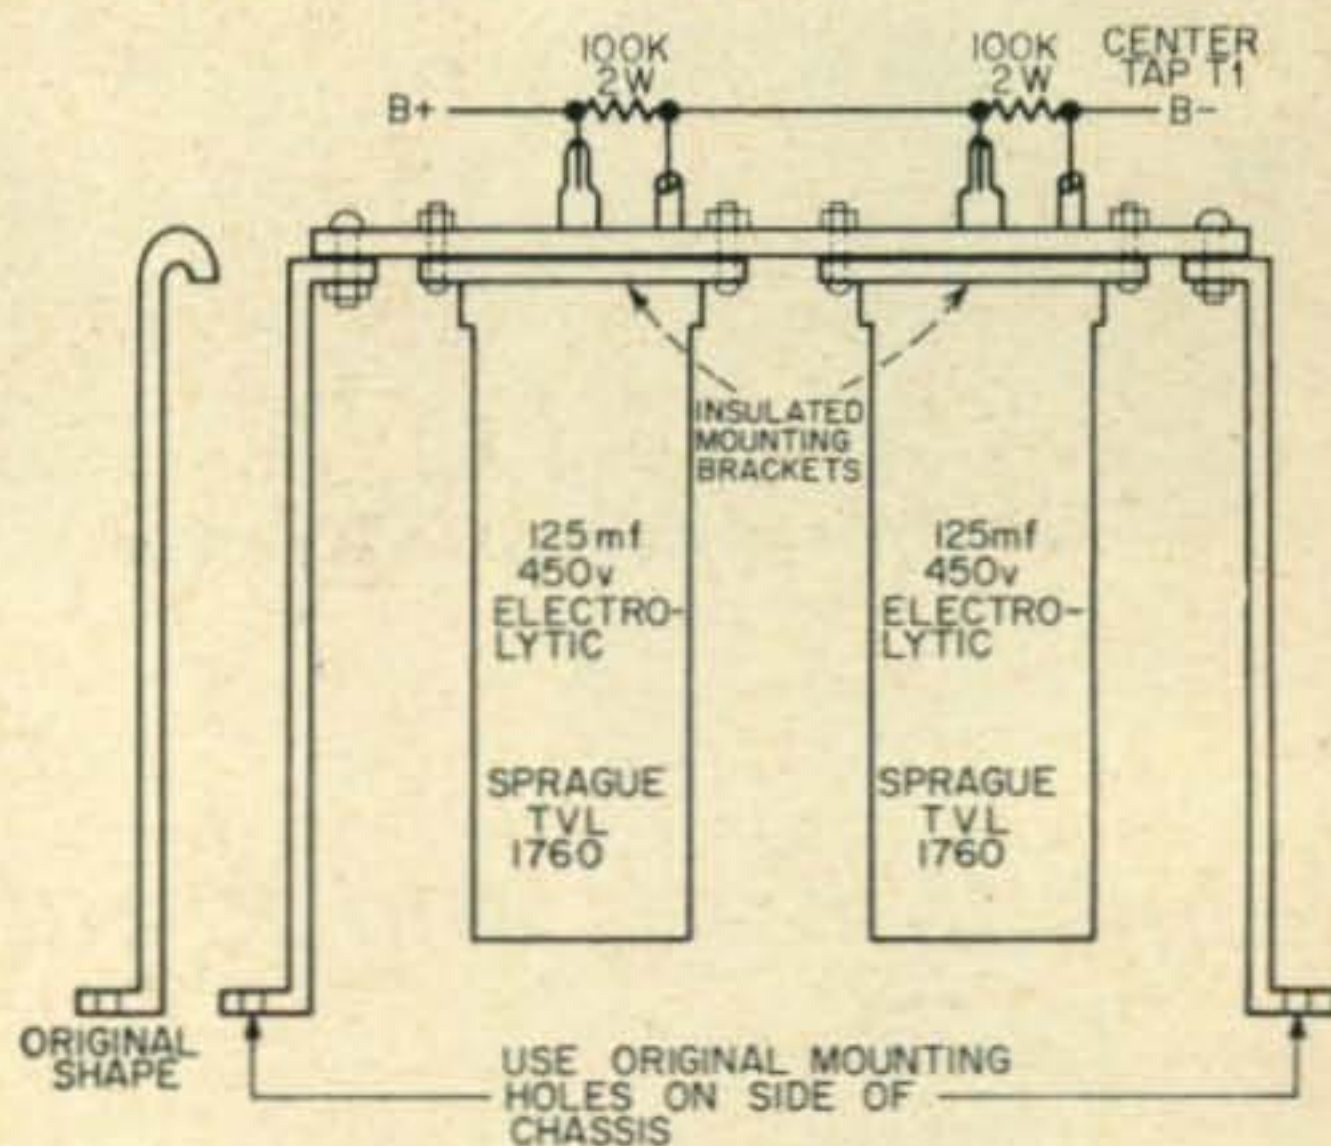 100K
2W
100K
2W
CENTER
TAP T1
B+
B-
INSULATED
MOUNTING
BRACKETS
125mf
450v
ELECTRO-
LYTIC
125mf
450v
ELECTRO-
LYTIC
SPRAGUE
TVL
1760
SPRAGUE
TVL
1760
ORIGINAL
SHAPE
USE ORIGINAL MOUNTING
HOLES ON SIDE OF
CHASSIS